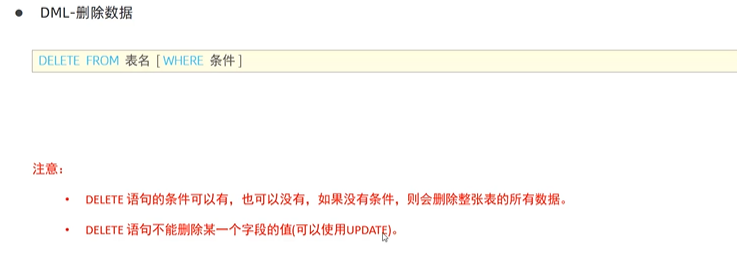 ● DML-删除数据
DELETE FROM 表名 [ WHERE 条件 ]
注意：
• DELETE 语句的条件可以有，也可以没有，如果没有条件，则会删除整张表的所有数据。
• DELETE 语句不能删除某一个字段的值(可以使用UPDATE)。